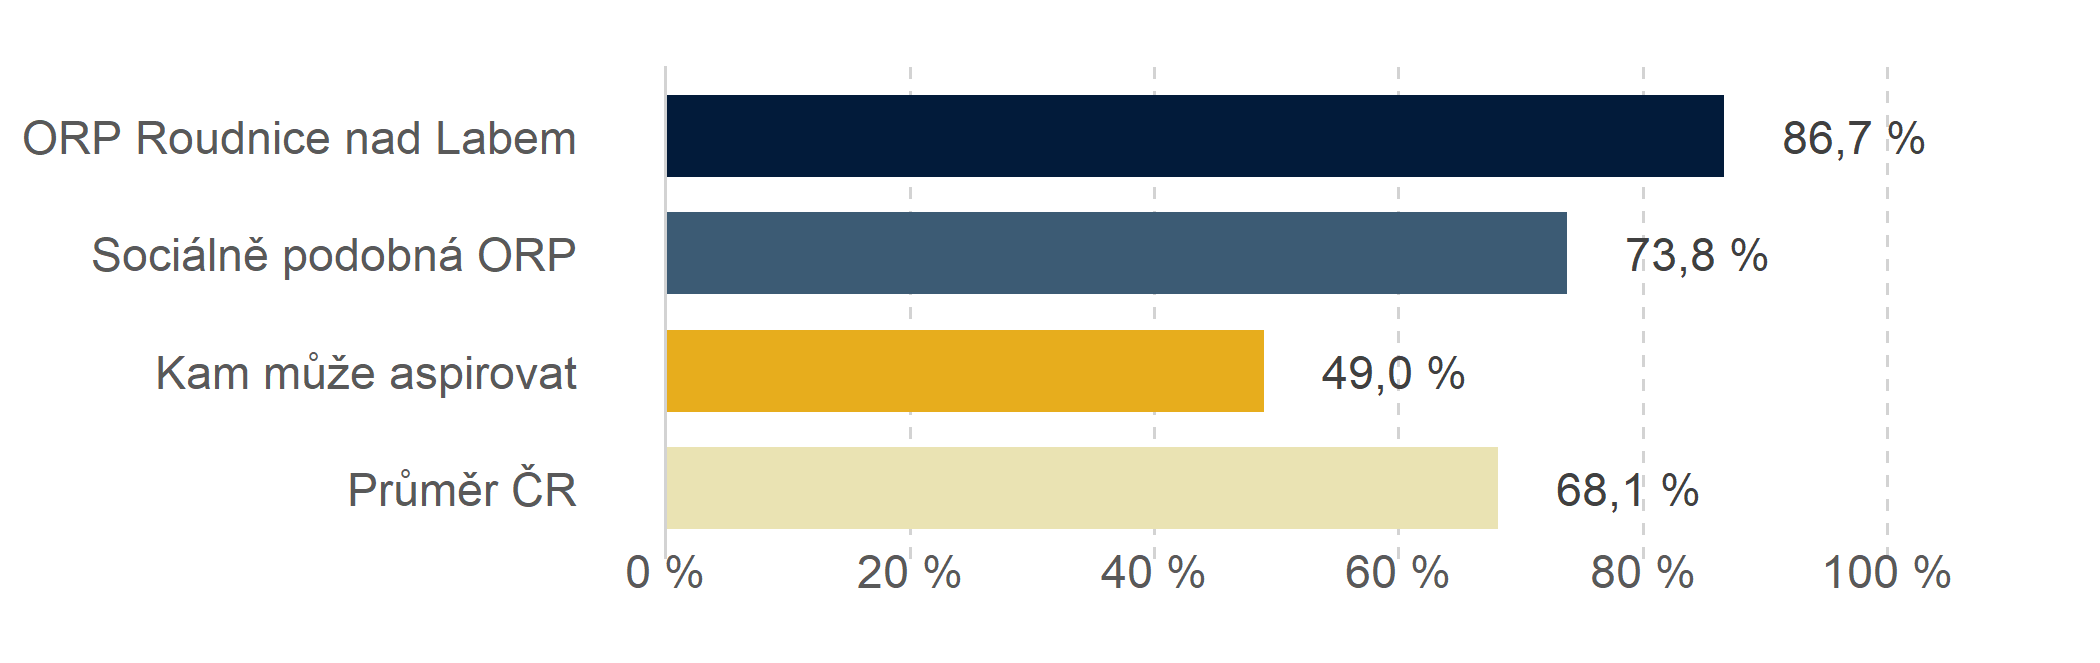 ORP Roudnice nad Labem 86,7 %
Sociálně podobná ORP 73,8 %
Kam může aspirovat 49,0 %
Průměr ČR 68,1 %
0 % 20 % 40 % 60 % 80 % 100 %